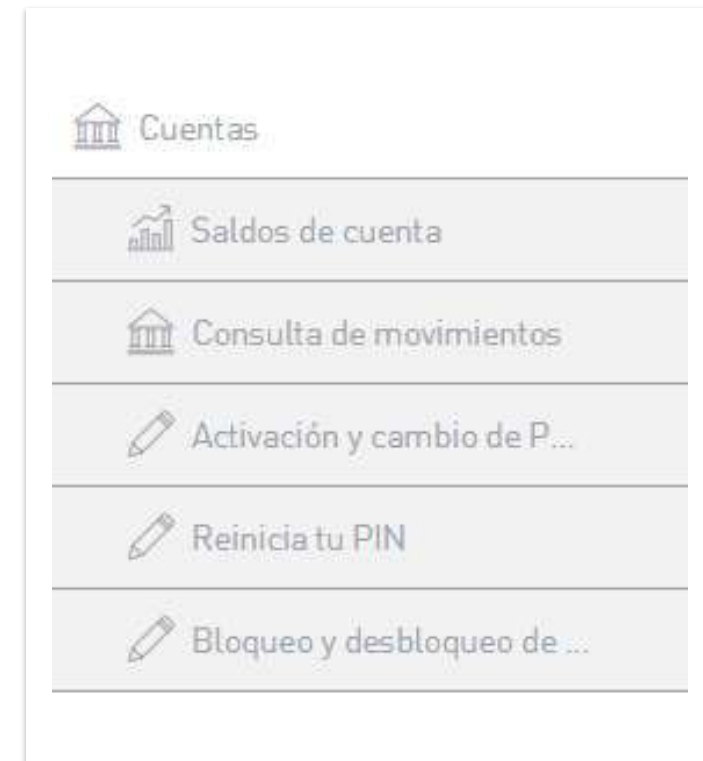 Cuentas
Saldos de cuenta
Consulta de movimientos
Activación y cambio de P...
Reinicia tu PIN
Bloqueo y desbloqueo de ...